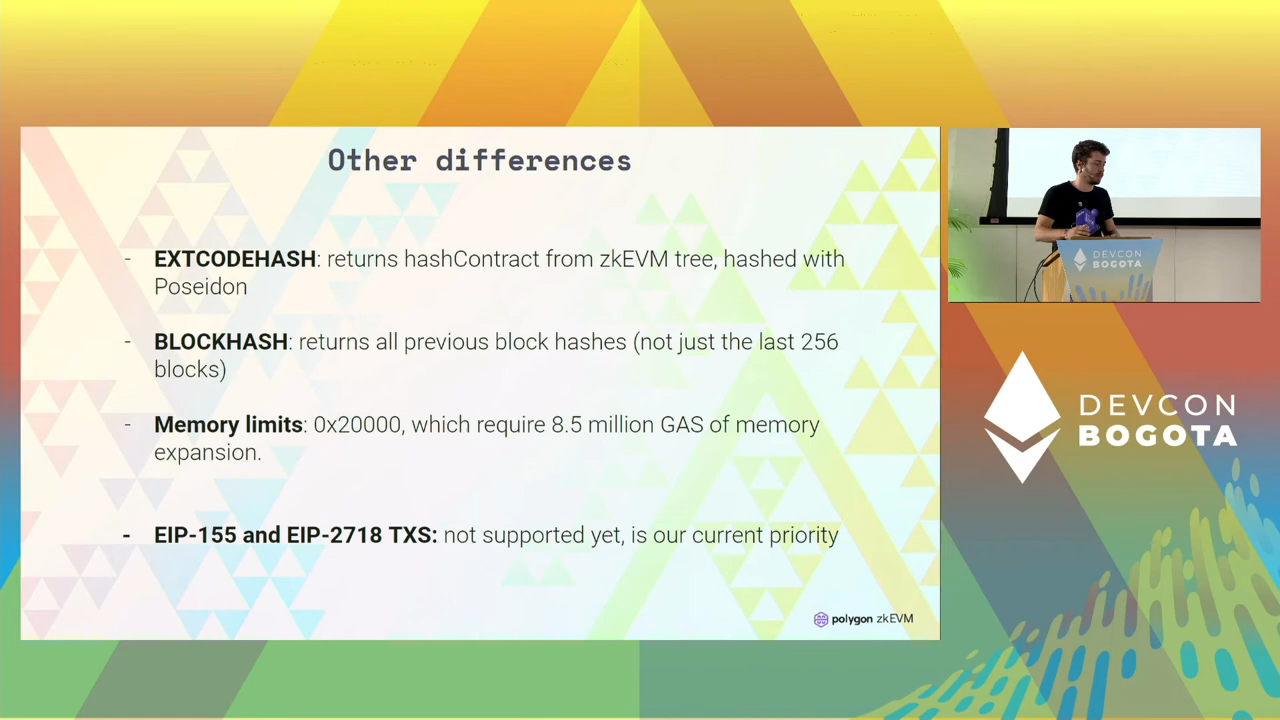 Other differences
- EXTCODEHASH: returns hashContract from zkEVM tree, hashed with
Poseidon
- BLOCKHASH: returns all previous block hashes (not just the last 256
blocks)
- Memory limits: 0x20000, which require 8.5 million GAS of memory
expansion.
- EIP-155 and EIP-2718 TXS: not supported yet, is our current priority
polygon zkEVM
DEVCON
BOGOTA
DEVCON
BOGOTA